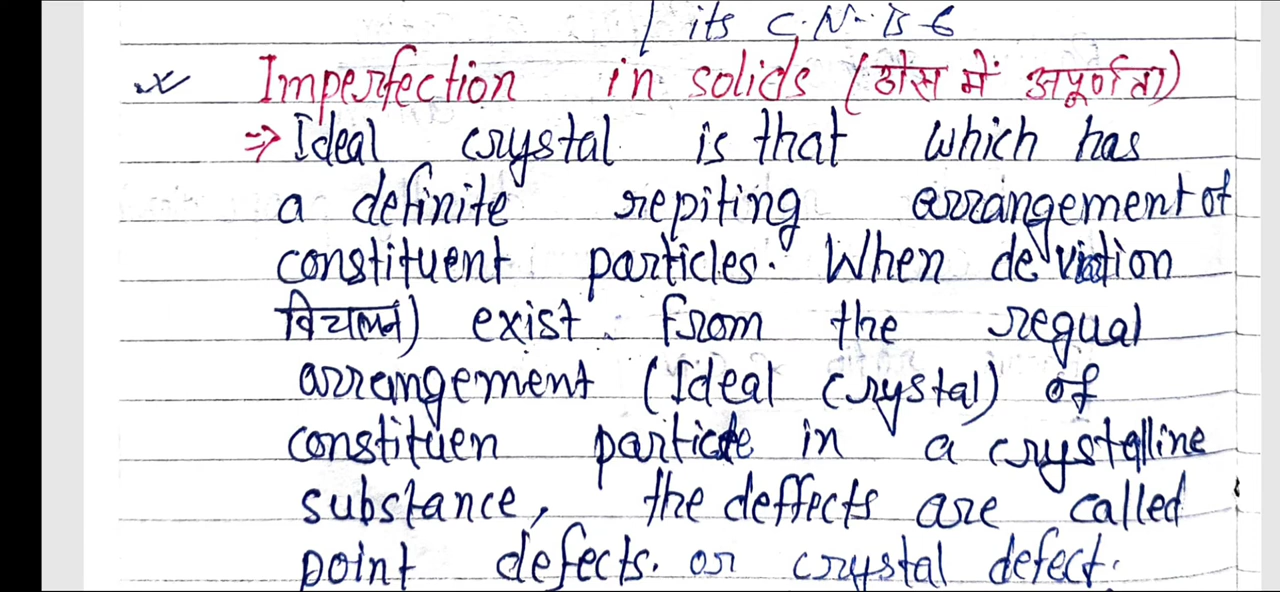 its C.N. is 6
Imperfection in solids (ठोस में अपूर्णता)
⇒ Ideal crystal is that which has
a definite repiting arrangement of
constituent particles. When deviation
विचलन) exist from the requal
arrangement (Ideal crystal) of
constituen particle in a crystalline
substance, the deffects are called
point defects. or crystal defect.